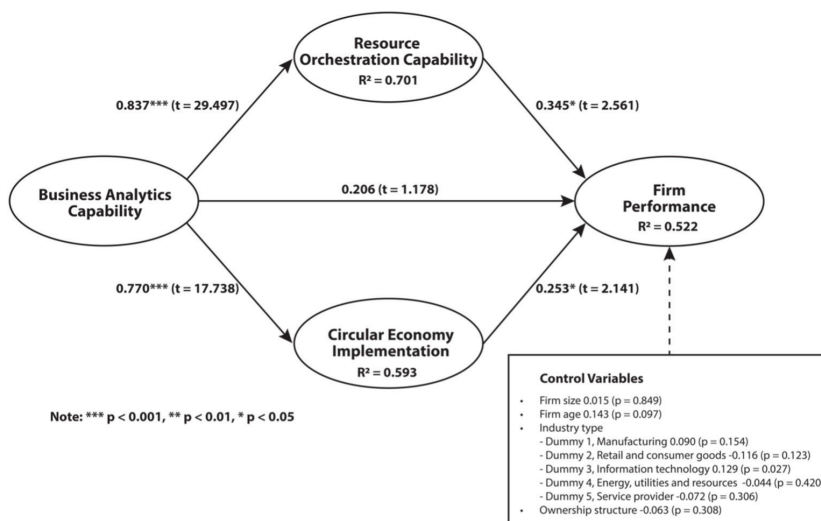 Resource
Orchestration Capability
R² = 0.701
0.837*** (t = 29.497)
0.345* (t = 2.561)
Business Analytics
Capability
0.206 (t = 1.178)
Firm
Performance
R² = 0.522
0.770*** (t = 17.738)
0.253* (t = 2.141)
Circular Economy
Implementation
R² = 0.593
Note: *** p < 0.001, ** p < 0.01, * p < 0.05
Control Variables
• Firm size 0.015 (p = 0.849)
• Firm age 0.143 (p = 0.097)
• Industry type
- Dummy 1, Manufacturing 0.090 (p = 0.154)
- Dummy 2, Retail and consumer goods -0.116 (p = 0.123)
- Dummy 3, Information technology 0.129 (p = 0.027)
- Dummy 4, Energy, utilities and resources -0.044 (p = 0.420
- Dummy 5, Service provider -0.072 (p = 0.306)
• Ownership structure -0.063 (p = 0.308)